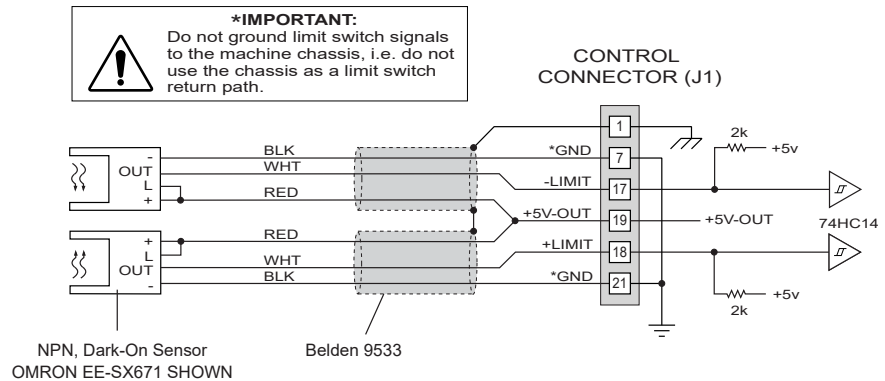 *IMPORTANT:
Do not ground limit switch signals
to the machine chassis, i.e. do not
use the chassis as a limit switch
return path.
CONTROL
CONNECTOR (J1)
1
2k
+5v
-
OUT
L
+
BLK
WHT
RED
*GND
7
-LIMIT
17
+5V-OUT
19
+5V-OUT
74HC14
+
L
OUT
-
RED
WHT
BLK
+LIMIT
18
*GND
21
+5v
2k
NPN, Dark-On Sensor
OMRON EE-SX671 SHOWN
Belden 9533